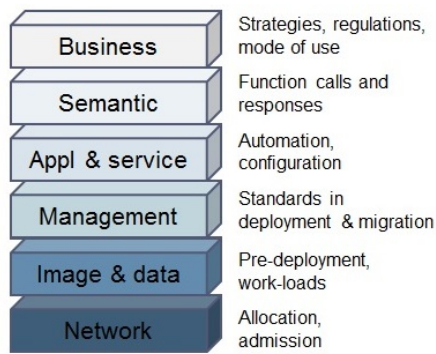 Business
Strategies, regulations,
mode of use
Semantic
Function calls and
responses
Appl & service
Automation,
configuration
Management
Standards in
deployment & migration
Image & data
Pre-deployment,
work-loads
Network
Allocation,
admission